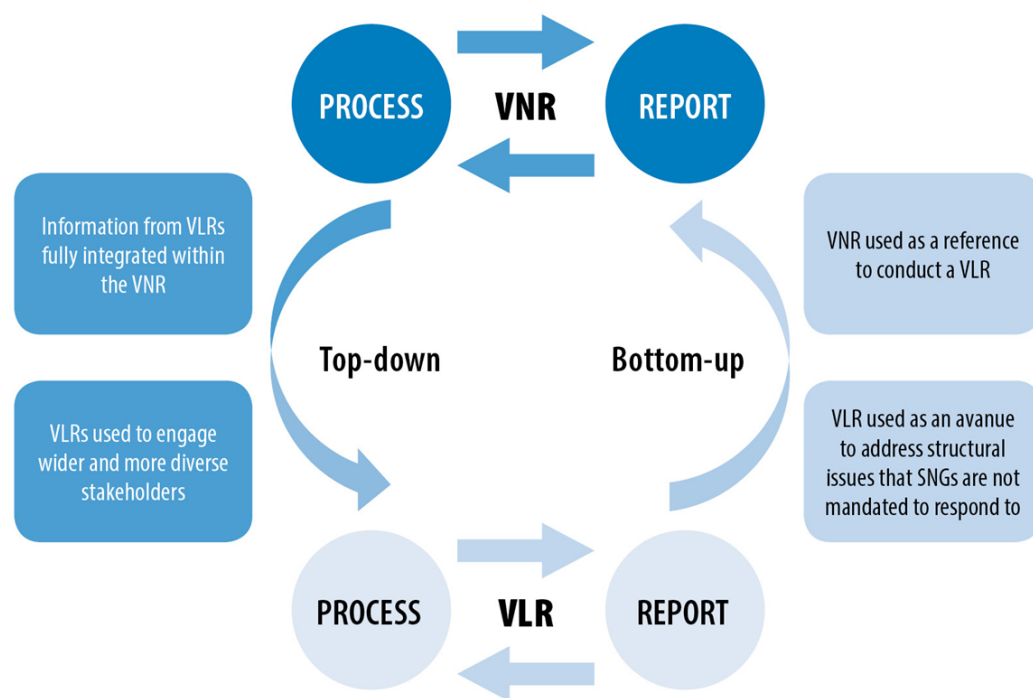 PROCESS
VNR
REPORT
Information from VLRs
fully integrated within
the VNR
VNR used as a reference
to conduct a VLR
Top-down
Bottom-up
VLRs used to engage
wider and more diverse
stakeholders
VLR used as an avanue
to address structural
issues that SNGs are not
mandated to respond to
PROCESS
VLR
REPORT